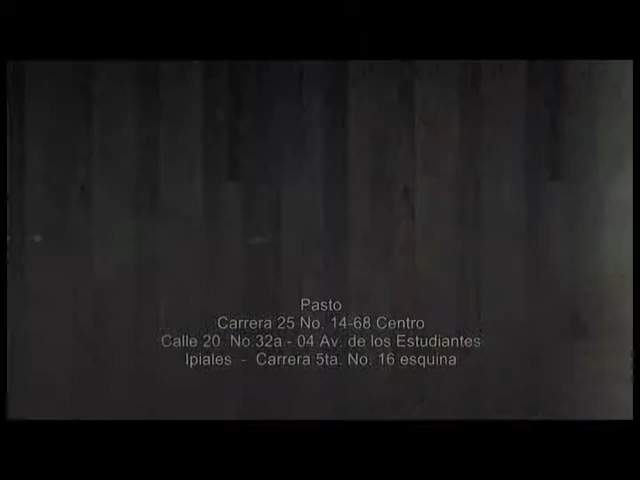 Pasto
Carrera 25 No. 14-68 Centro
Calle 20 No.32a - 04 Av. de los Estudiantes
Ipiales - Carrera 5ta. No. 16 esquina